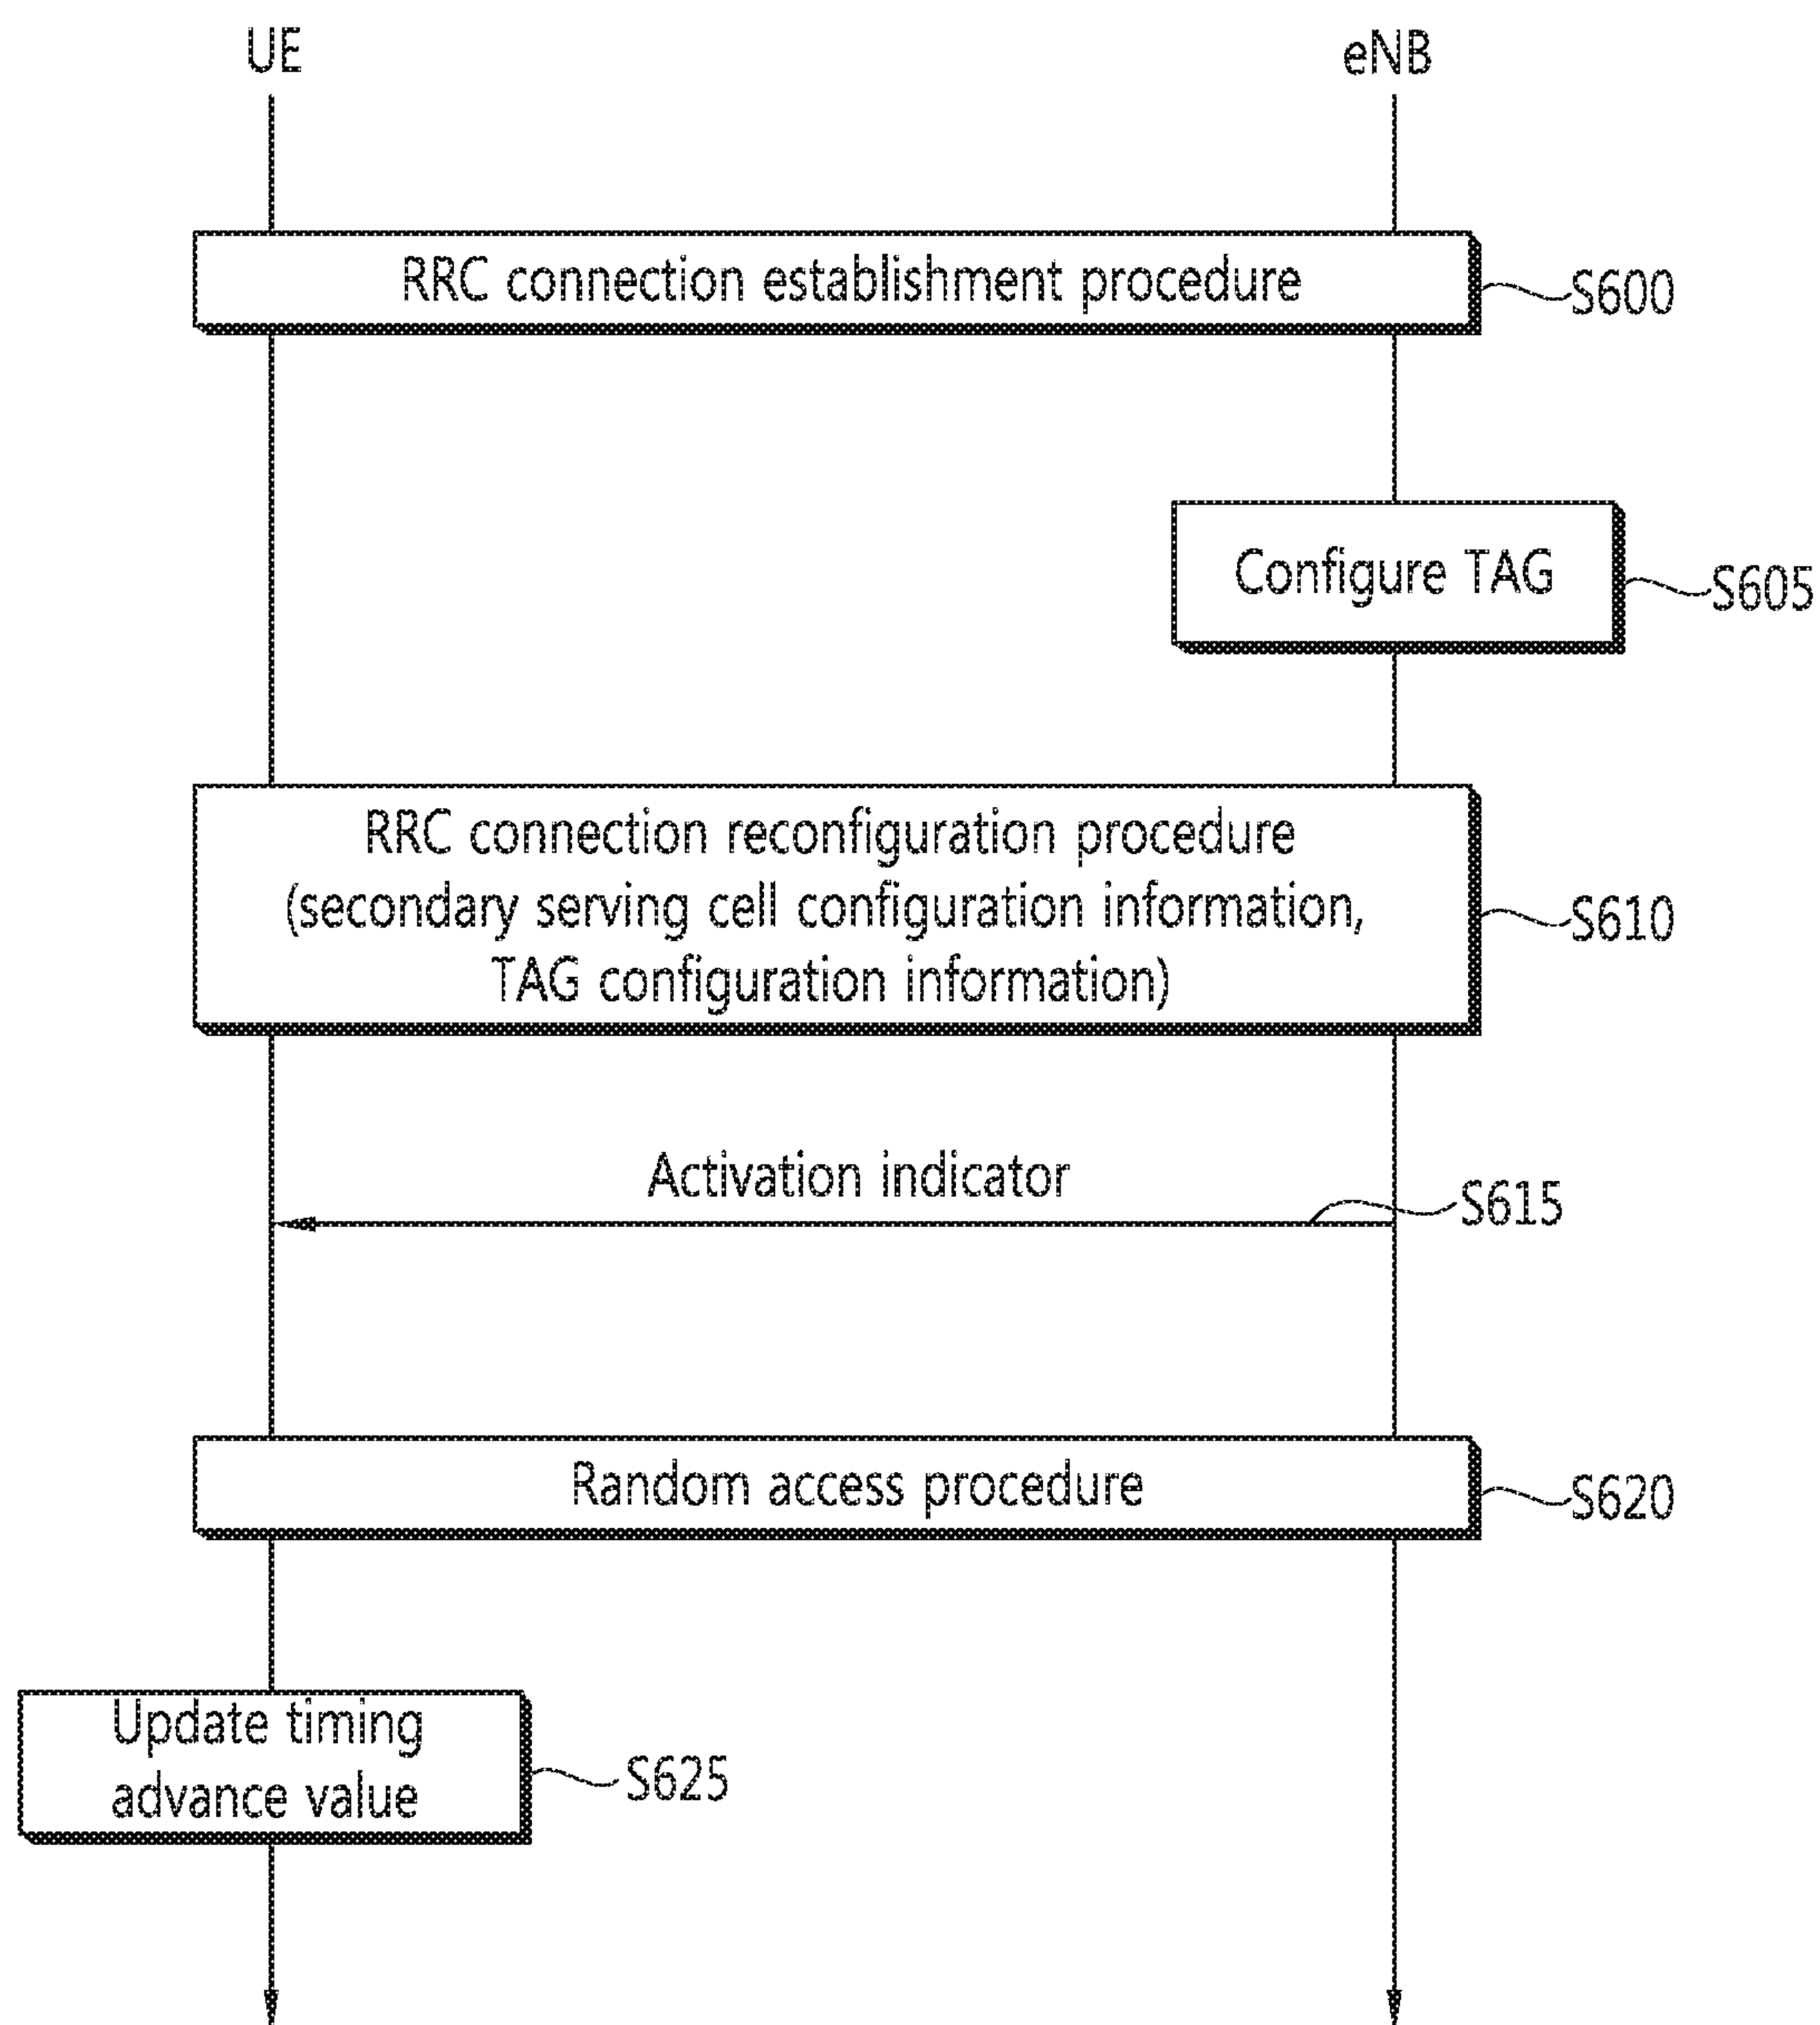 UE
eNB
RRC connection establishment procedure
S600
Configure TAG
S605
RRC connection reconfiguration procedure
(secondary serving cell configuration information,
TAG configuration information)
S610
Activation indicator
S615
Random access procedure
S620
Update timing
advance value
S625